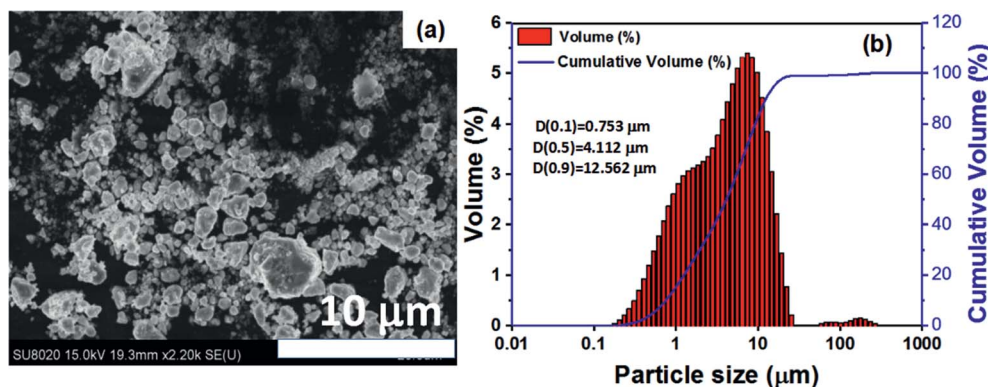 (a)
10 μm
SU8020 15.0kV 19.3mm x2.20k SE(U)
(b)
Volume (%)
Cumulative Volume (%)
D(0.1)=0.753 μm
D(0.5)=4.112 μm
D(0.9)=12.562 μm
Volume (%)
6
5
4
3
2
1
0
Cumulative Volume (%)
120
100
80
60
40
20
0
0.01 0.1 1 10 100 1000
Particle size (μm)